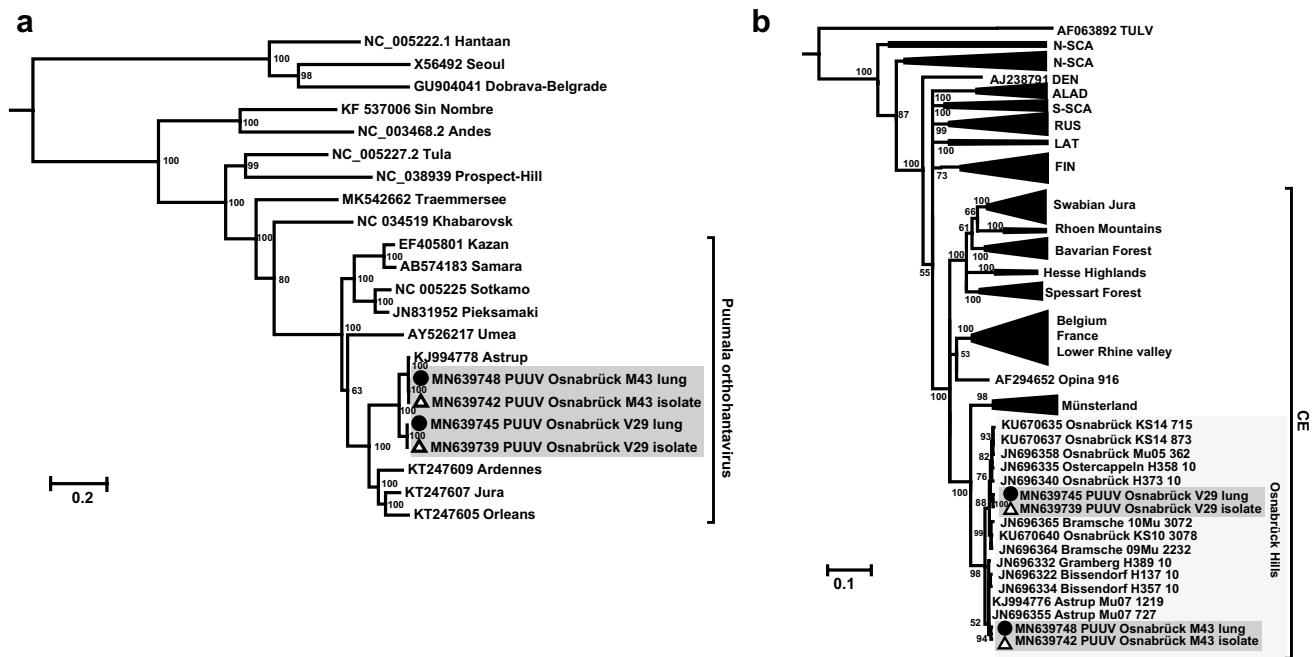 a
NC_005222.1 Hantaan
X56492 Seoul
GU904041 Dobrava-Belgrade
KF 537006 Sin Nombre
NC_003468.2 Andes
NC_005227.2 Tula
NC_038939 Prospect-Hill
MK542662 Traemmersee
NC 034519 Khabarovsk
EF405801 Kazan
AB574183 Samara
NC 005225 Sotkamo
JN831952 Pieksamaki
AY526217 Umea
KJ994778 Astrup
MN639748 PUUV Osnabrück M43 lung
MN639742 PUUV Osnabrück M43 isolate
MN639745 PUUV Osnabrück V29 lung
MN639739 PUUV Osnabrück V29 isolate
KT247609 Ardennes
KT247607 Jura
KT247605 Orleans
100
98
100
100
99
100
100
80
100
100
100
100
63
100
100
100
100
100
100
100
Puumala orthohantavirus
0.2
b
AF063892 TULV
N-SCA
N-SCA
AJ238791 DEN
ALAD
S-SCA
RUS
LAT
FIN
Swabian Jura
Rhoen Mountains
Bavarian Forest
Hesse Highlands
Spessart Forest
Belgium
France
Lower Rhine valley
AF294652 Opina 916
Münsterland
KU670635 Osnabrück KS14 715
KU670637 Osnabrück KS14 873
JN696358 Osnabrück Mu05 362
JN696335 Ostercappeln H358 10
JN696340 Osnabrück H373 10
MN639745 PUUV Osnabrück V29 lung
MN639739 PUUV Osnabrück V29 isolate
JN696365 Bramsche 10Mu 3072
KU670640 Osnabrück KS10 3078
JN696364 Bramsche 09Mu 2232
JN696332 Gramberg H389 10
JN696322 Bissendorf H137 10
JN696334 Bissendorf H357 10
KJ994776 Astrup Mu07 1219
JN696355 Astrup Mu07 727
MN639748 PUUV Osnabrück M43 lung
MN639742 PUUV Osnabrück M43 isolate
100
87
100
100
100
99
100
73
55
100
100
66
100
61
100
100
100
100
53
100
98
93
82
76
88
100
99
100
98
52
94
Osnabrück Hills
CE
0.1